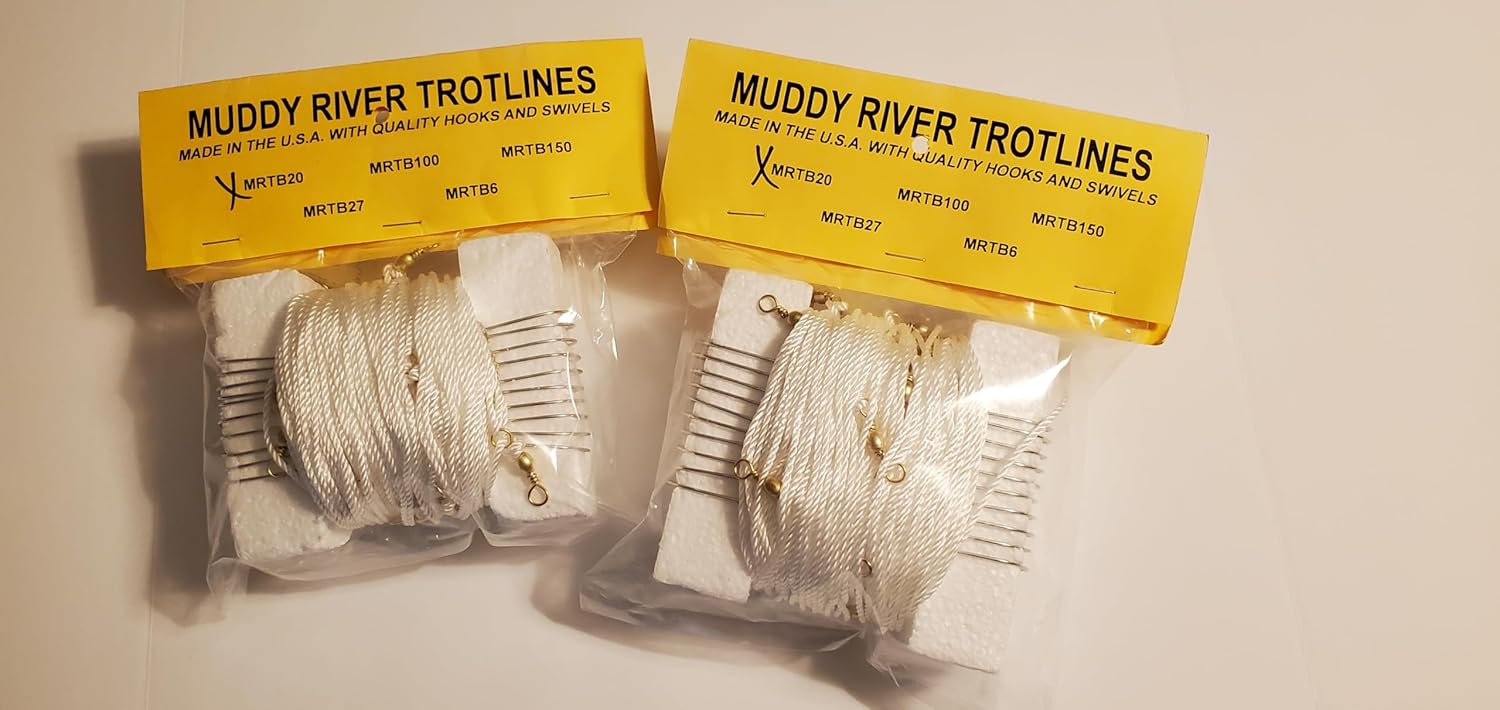 MUDDY RIVER TROTLINES
MADE IN THE U.S.A. WITH QUALITY HOOKS AND SWIVELS
X MRTB20 MRTB100 MRTB150
MRTB27 MRTB6
MUDDY RIVER TROTLINES
MADE IN THE U.S.A. WITH QUALITY HOOKS AND SWIVELS
X MRTB20 MRTB100 MRTB150
MRTB27 MRTB6